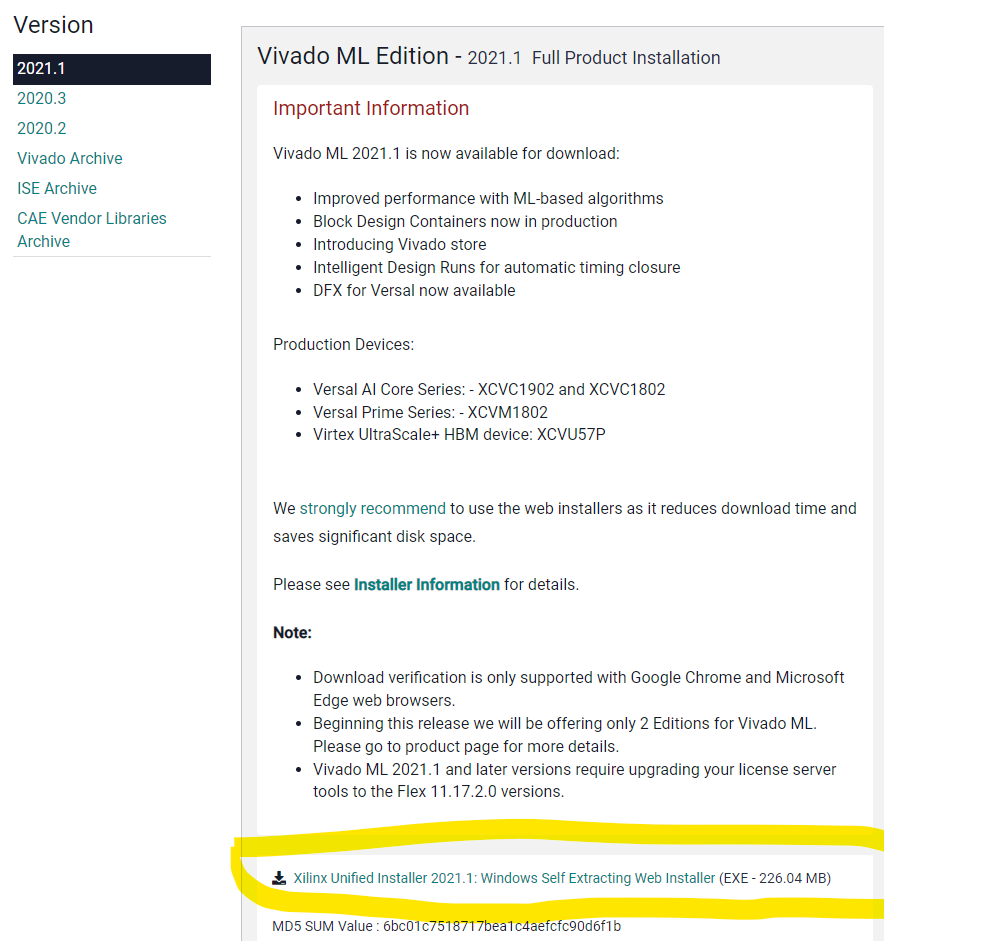 Version
2021.1
2020.3
2020.2
Vivado Archive
ISE Archive
CAE Vendor Libraries
Archive
Vivado ML Edition - 2021.1 Full Product Installation
Important Information
Vivado ML 2021.1 is now available for download:
• Improved performance with ML-based algorithms
• Block Design Containers now in production
• Introducing Vivado store
• Intelligent Design Runs for automatic timing closure
• DFX for Versal now available
Production Devices:
• Versal AI Core Series: - XCVC1902 and XCVC1802
• Versal Prime Series: - XCVM1802
• Virtex UltraScale+ HBM device: XCVU57P
We strongly recommend to use the web installers as it reduces download time and
saves significant disk space.
Please see Installer Information for details.
Note:
• Download verification is only supported with Google Chrome and Microsoft
Edge web browsers.
• Beginning this release we will be offering only 2 Editions for Vivado ML.
Please go to product page for more details.
• Vivado ML 2021.1 and later versions require upgrading your license server
tools to the Flex 11.17.2.0 versions.
Xilinx Unified Installer 2021.1: Windows Self Extracting Web Installer (EXE - 226.04 MB)
MD5 SUM Value : 6bc01c7518717bea1c4aefcfc90d6f1b